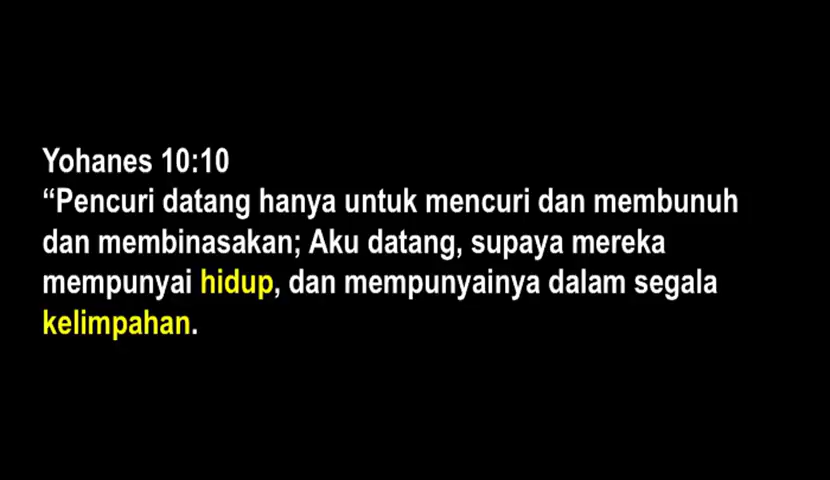 Yohanes 10:10
“Pencuri datang hanya untuk mencuri dan membunuh
dan membinasakan; Aku datang, supaya mereka
mempunyai hidup, dan mempunyainya dalam segala
kelimpahan.